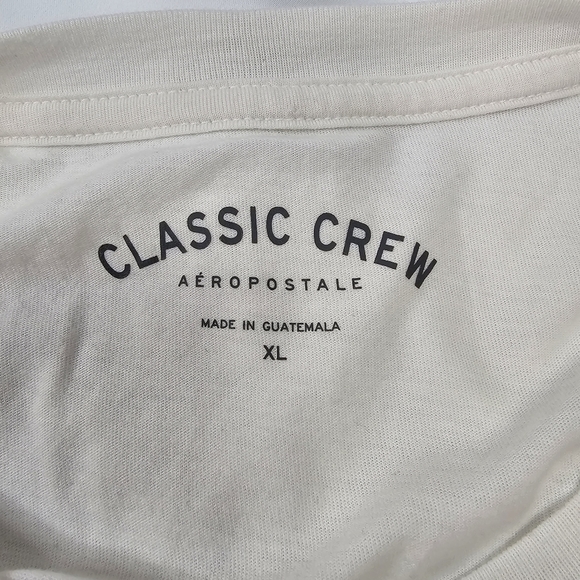 CLASSIC CREW
AÉROPOSTALE
MADE IN GUATEMALA
XL